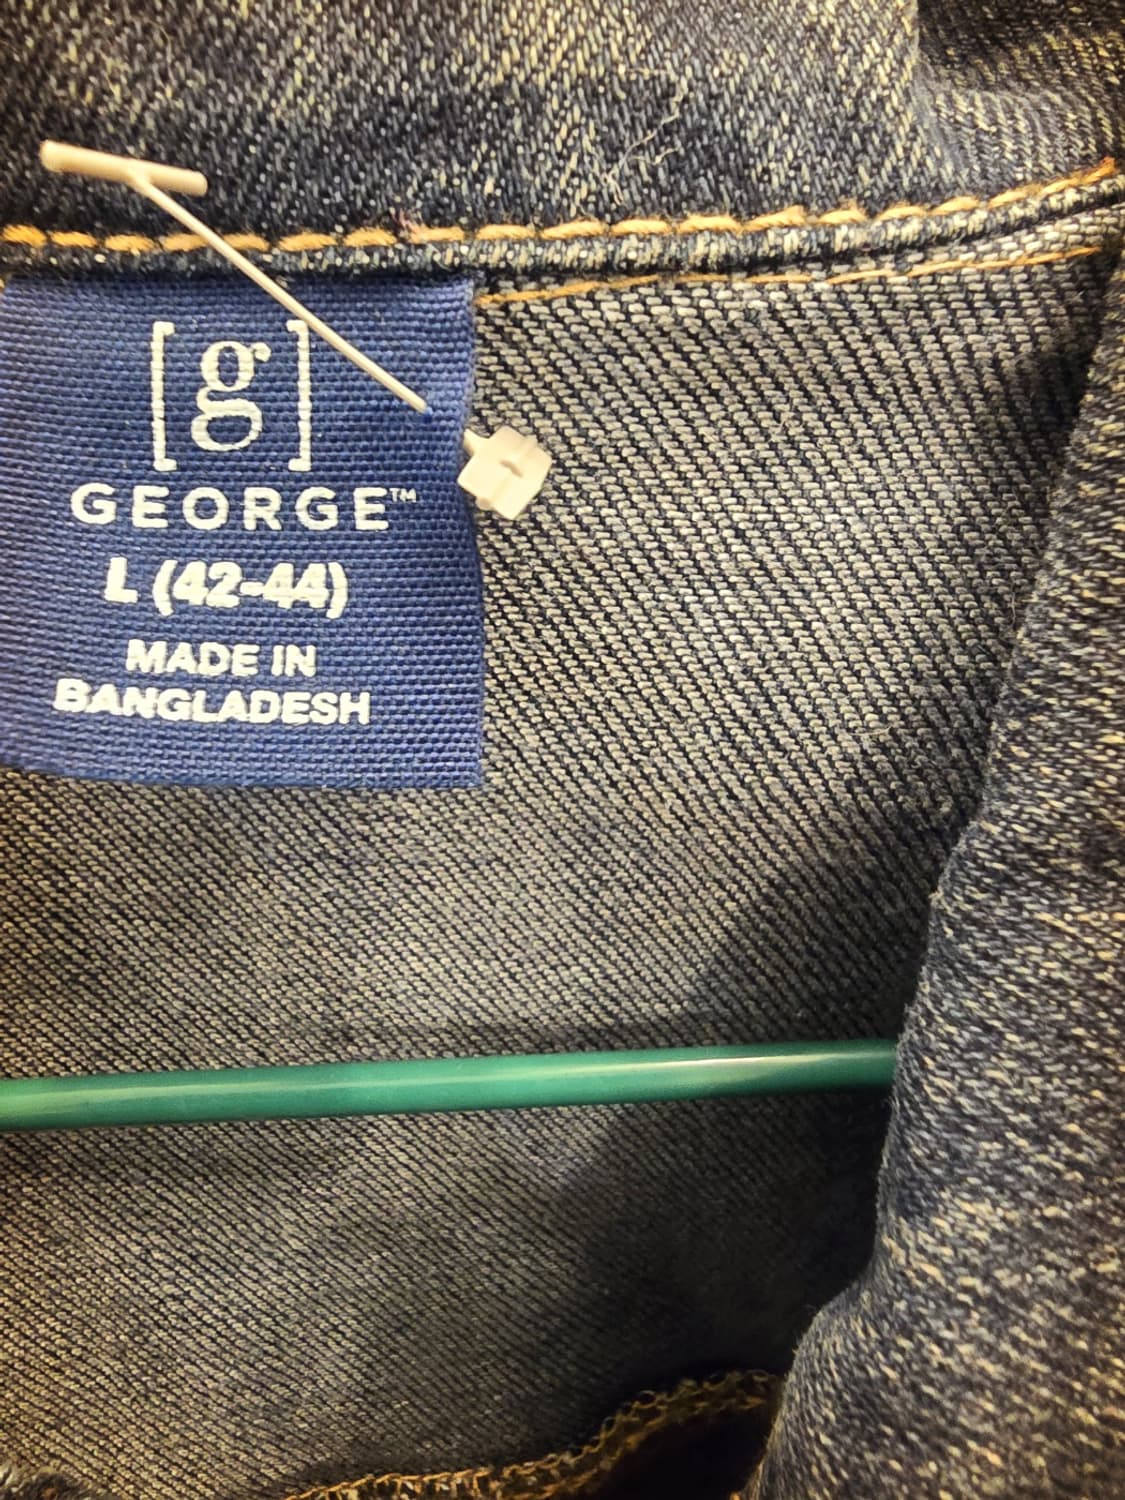 [g]
GEORGE™
L (42-44)
MADE IN
BANGLADESH